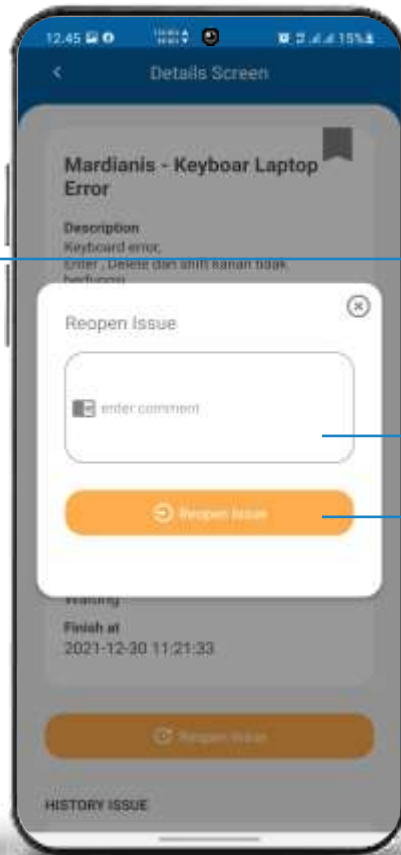 12.45
15%
Details Screen
Mardianis - Keyboar Laptop
Error
Description
Keyboard error,
Enter , Delete dan shift kanan tidak
berfungsi
Reopen Issue
enter comment
Reopen Issue
Waiting
Finish at
2021-12-30 11:21:33
Reopen Issue
HISTORY ISSUE